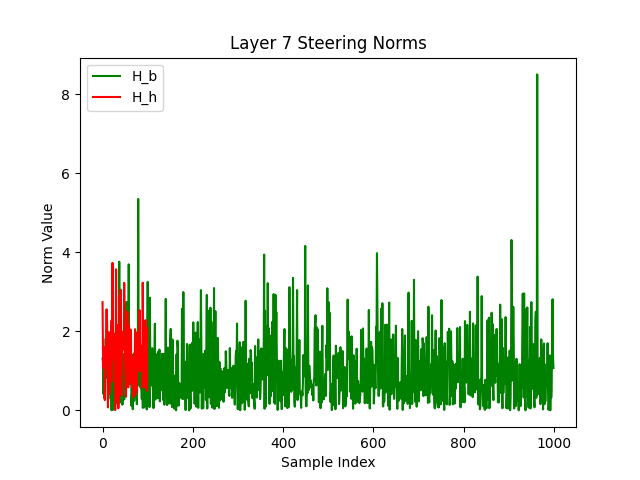 Layer 7 Steering Norms
H_b
H_h
Norm Value
8
6
4
2
0
0 200 400 600 800 1000
Sample Index